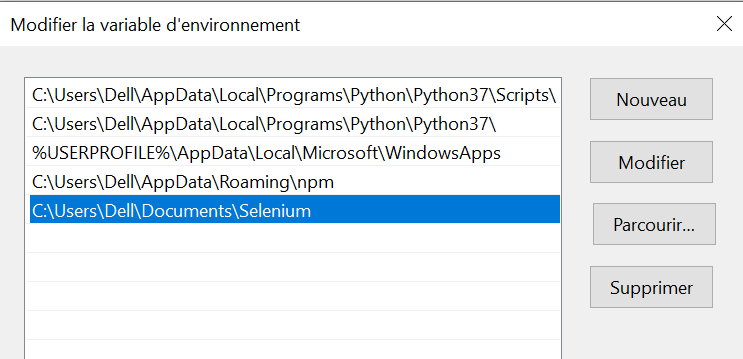 Modifier la variable d'environnement
C:\Users\Dell\AppData\Local\Programs\Python\Python37\Scripts\
Nouveau
C:\Users\Dell\AppData\Local\Programs\Python\Python37\
%USERPROFILE%\AppData\Local\Microsoft\WindowsApps
Modifier
C:\Users\Dell\AppData\Roaming\npm
C:\Users\Dell\Documents\Selenium
Parcourir...
Supprimer